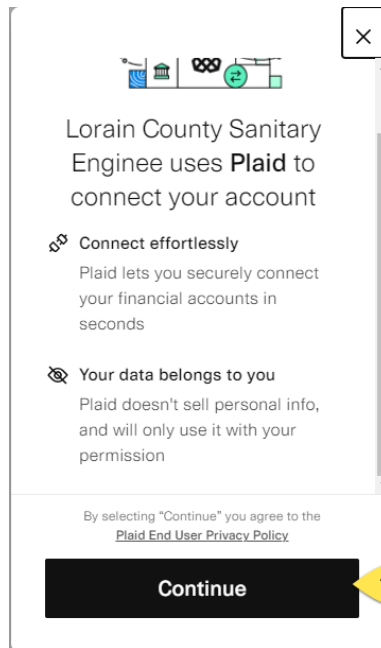 Lorain County Sanitary
Enginee uses Plaid to
connect your account
Connect effortlessly
Plaid lets you securely connect
your financial accounts in
seconds
Your data belongs to you
Plaid doesn't sell personal info,
and will only use it with your
permission
By selecting “Continue” you agree to the
Plaid End User Privacy Policy
Continue